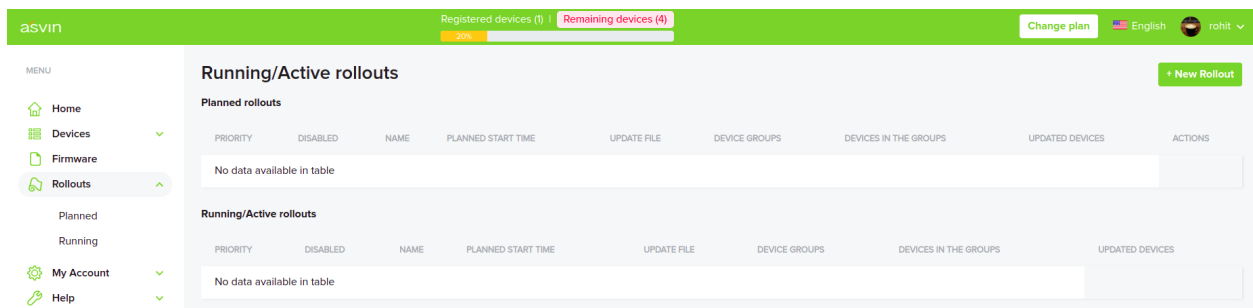 asvin
Registered devices (1) | Remaining devices (4)
20%
Change plan
English
rohit
MENU
Home
Devices
Firmware
Rollouts
Planned
Running
My Account
Help
Running/Active rollouts
+ New Rollout
Planned rollouts
PRIORITY DISABLED NAME PLANNED START TIME UPDATE FILE DEVICE GROUPS DEVICES IN THE GROUPS UPDATED DEVICES ACTIONS
No data available in table
Running/Active rollouts
PRIORITY DISABLED NAME PLANNED START TIME UPDATE FILE DEVICE GROUPS DEVICES IN THE GROUPS UPDATED DEVICES
No data available in table